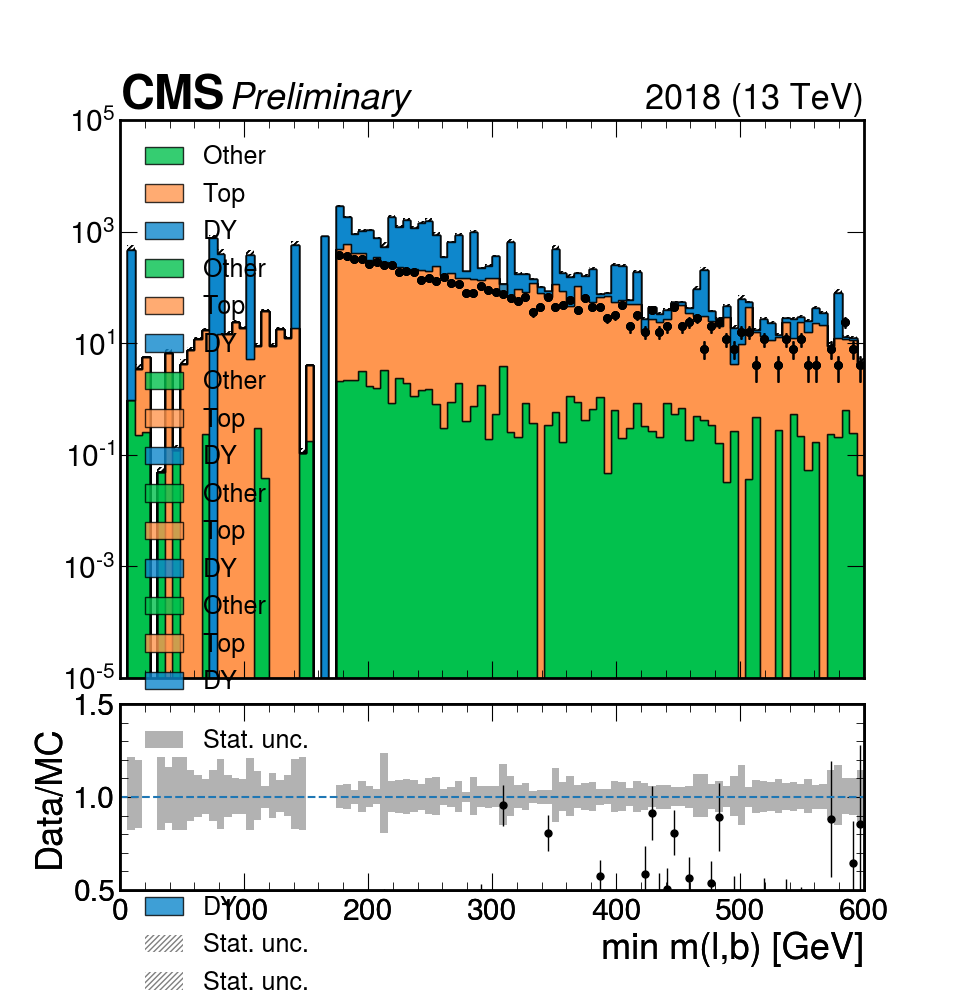 CMS Preliminary 2018 (13 TeV)
10^5
Other
Top
10^3
DY
Other
Top
10^1
DY
Other
Top
10^-1
DY
Other
Top
10^-3
DY
Other
Top
10^-5
DY
1.5
Stat. unc.
1.0
Data/MC
0.5
0 100 200 300 400 500 600
DY
min m(l,b) [GeV]
Stat. unc.
Stat. unc.